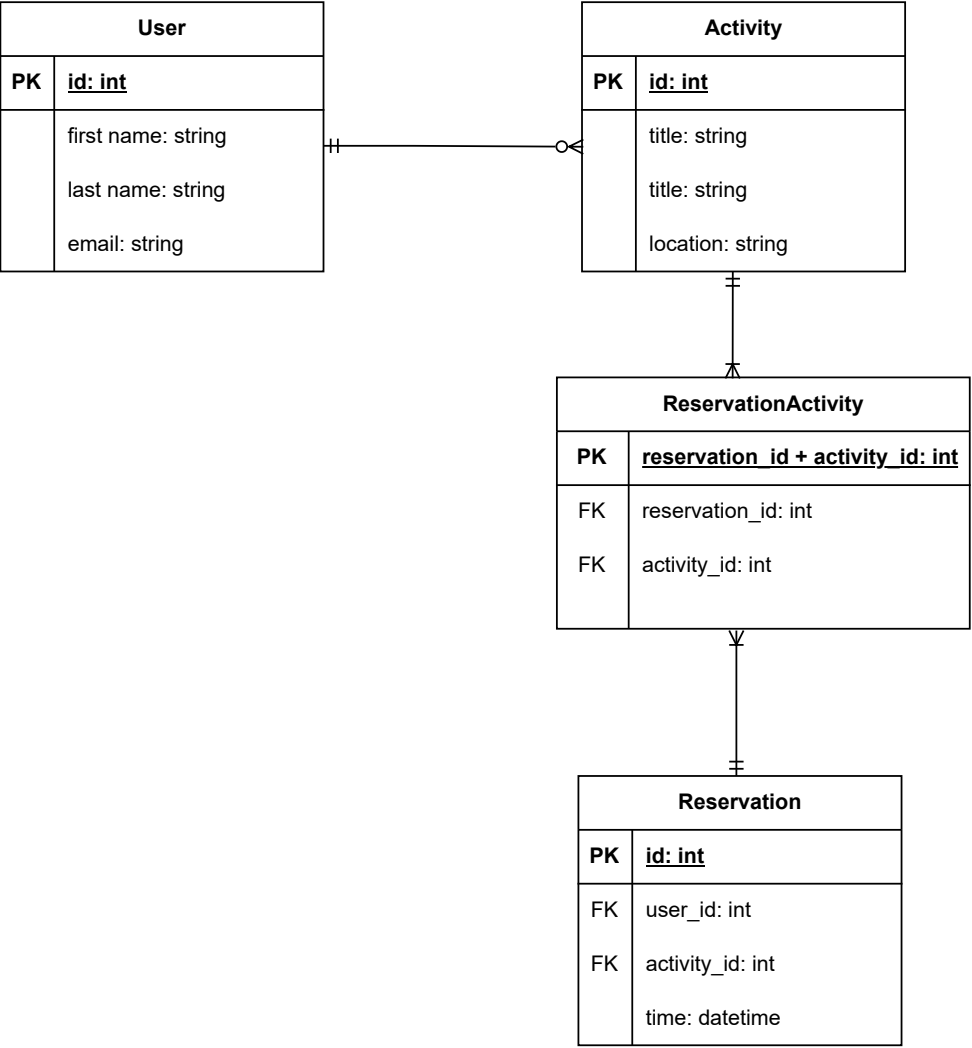 User
PK id: int
first name: string
last name: string
email: string
Activity
PK id: int
title: string
title: string
location: string
ReservationActivity
PK reservation_id + activity_id: int
FK reservation_id: int
FK activity_id: int
Reservation
PK id: int
FK user_id: int
FK activity_id: int
time: datetime